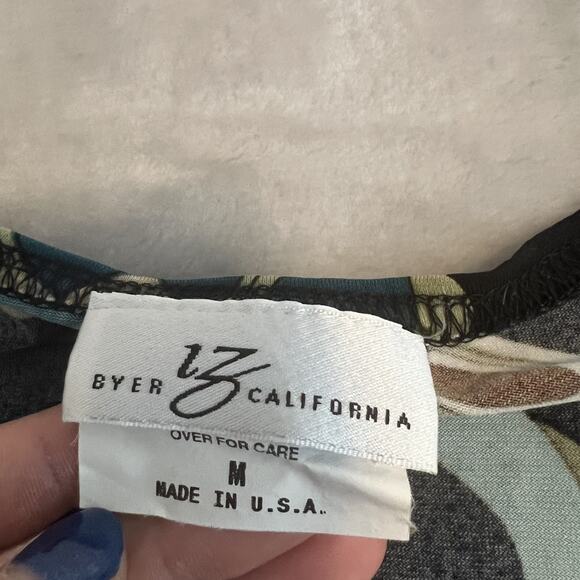 BYER IZ CALIFORNIA
OVER FOR CARE
M
MADE IN U.S.A.